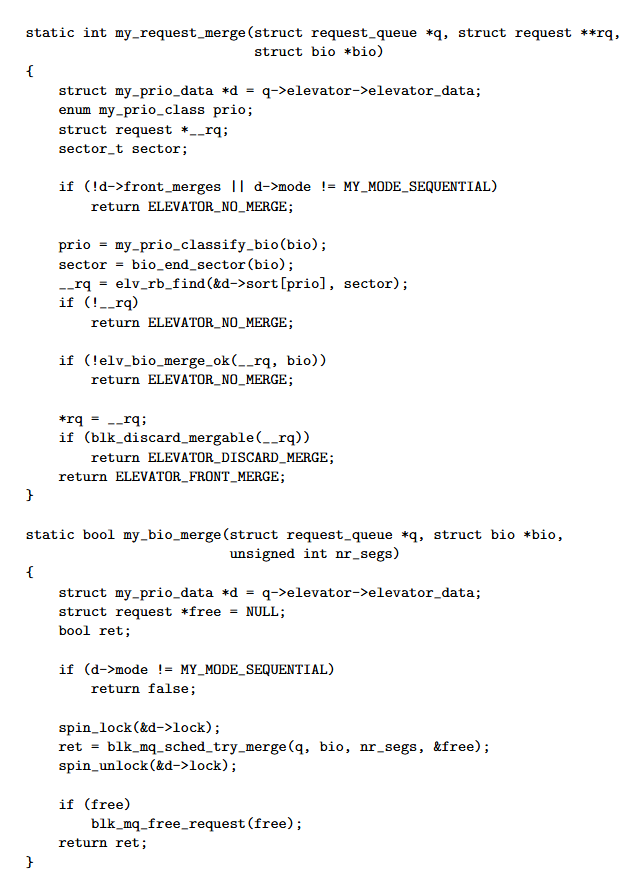 static int my_request_merge(struct request_queue *q, struct request **rq,
                            struct bio *bio)
{
    struct my_prio_data *d = q->elevator->elevator_data;
    enum my_prio_class prio;
    struct request *__rq;
    sector_t sector;

    if (!d->front_merges || d->mode != MY_MODE_SEQUENTIAL)
        return ELEVATOR_NO_MERGE;

    prio = my_prio_classify_bio(bio);
    sector = bio_end_sector(bio);
    __rq = elv_rb_find(&d->sort[prio], sector);
    if (!__rq)
        return ELEVATOR_NO_MERGE;

    if (!elv_bio_merge_ok(__rq, bio))
        return ELEVATOR_NO_MERGE;

    *rq = __rq;
    if (blk_discard_mergable(__rq))
        return ELEVATOR_DISCARD_MERGE;
    return ELEVATOR_FRONT_MERGE;
}

static bool my_bio_merge(struct request_queue *q, struct bio *bio,
                         unsigned int nr_segs)
{
    struct my_prio_data *d = q->elevator->elevator_data;
    struct request *free = NULL;
    bool ret;

    if (d->mode != MY_MODE_SEQUENTIAL)
        return false;

    spin_lock(&d->lock);
    ret = blk_mq_sched_try_merge(q, bio, nr_segs, &free);
    spin_unlock(&d->lock);

    if (free)
        blk_mq_free_request(free);
    return ret;
}